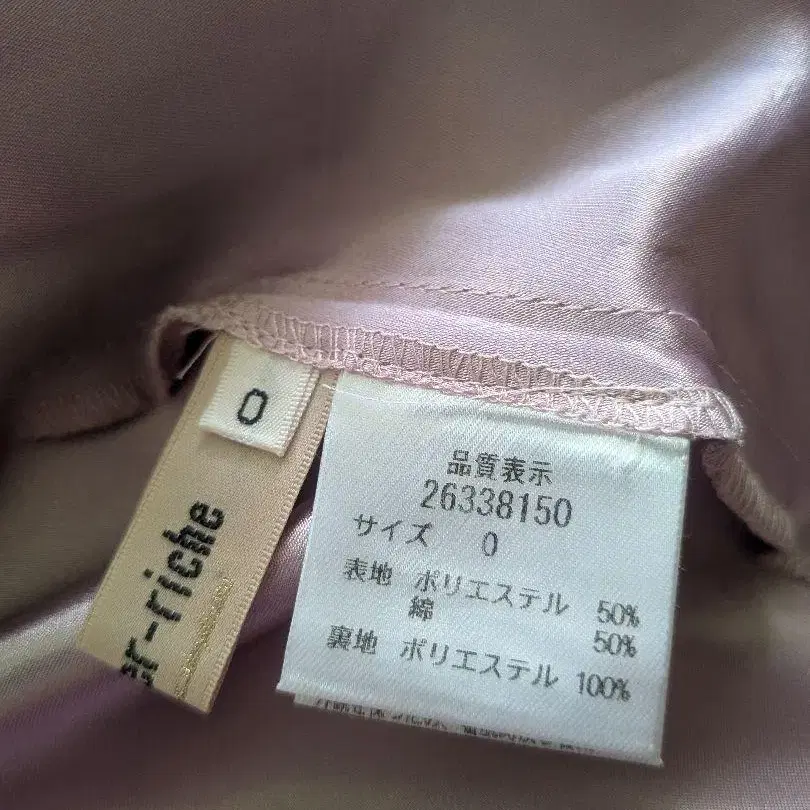 0
er-riche
品質表示
26338150
サイズ 0
表地 ポリエステル 50%
綿 50%
裏地 ポリエステル 100%